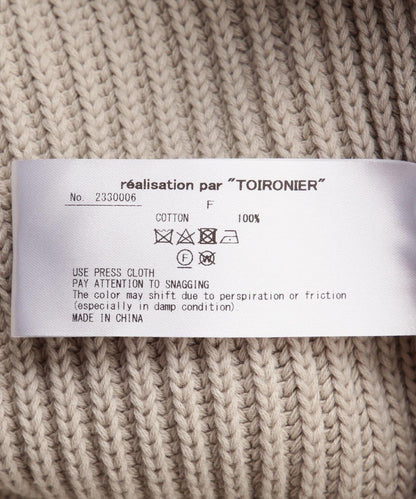 réalisation par "TOIRONIER"
No. 2330006 F
COTTON 100%
F W
USE PRESS CLOTH
PAY ATTENTION TO SNAGGING
The color may shift due to perspiration or friction
(especially in damp condition)
MADE IN CHINA